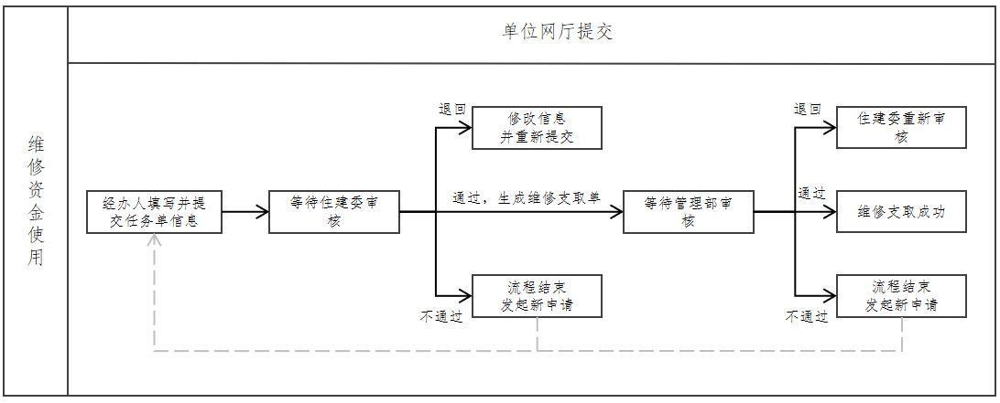 单位网厅提交
维修资金使用
经办人填写并提
交任务单信息
等待住建委审
核
退回
修改信息
并重新提交
通过，生成维修支取单
不通过
流程结束
发起新申请
等待管理部审
核
退回
住建委重新审
核
通过
维修支取成功
不通过
流程结束
发起新申请